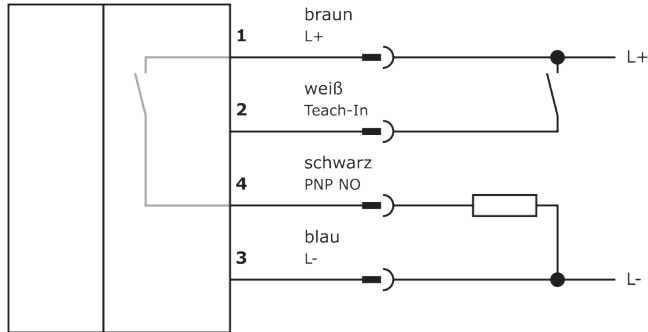 braun
1 L+ L+
weiß
2 Teach-In
schwarz
4 PNP NO
blau
3 L- L-